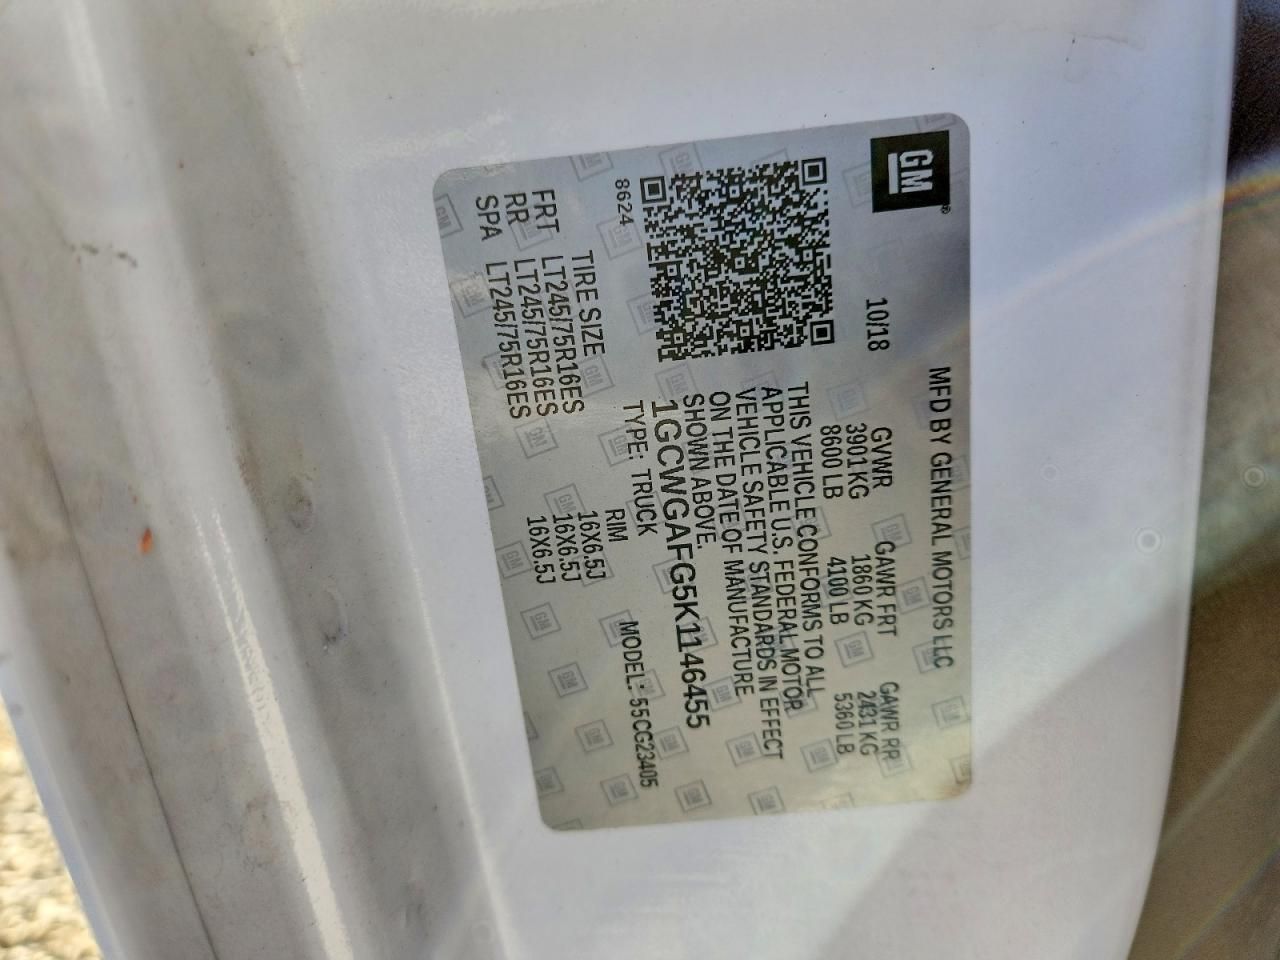 GM
MFD BY GENERAL MOTORS LLC
10/18 GVWR GAWR FRT GAWR RR
3901 KG 1860 KG 2431 KG
8600 LB 4100 LB 5360 LB
THIS VEHICLE CONFORMS TO ALL
APPLICABLE U.S. FEDERAL MOTOR
VEHICLE SAFETY STANDARDS IN EFFECT
ON THE DATE OF MANUFACTURE
SHOWN ABOVE.
1GCWGAFG5K1146455
8624 TYPE: TRUCK MODEL: 55CG23405
TIRE SIZE RIM
FRT LT245/75R16ES 16X6.5J
RR LT245/75R16ES 16X6.5J
SPA LT245/75R16ES 16X6.5J